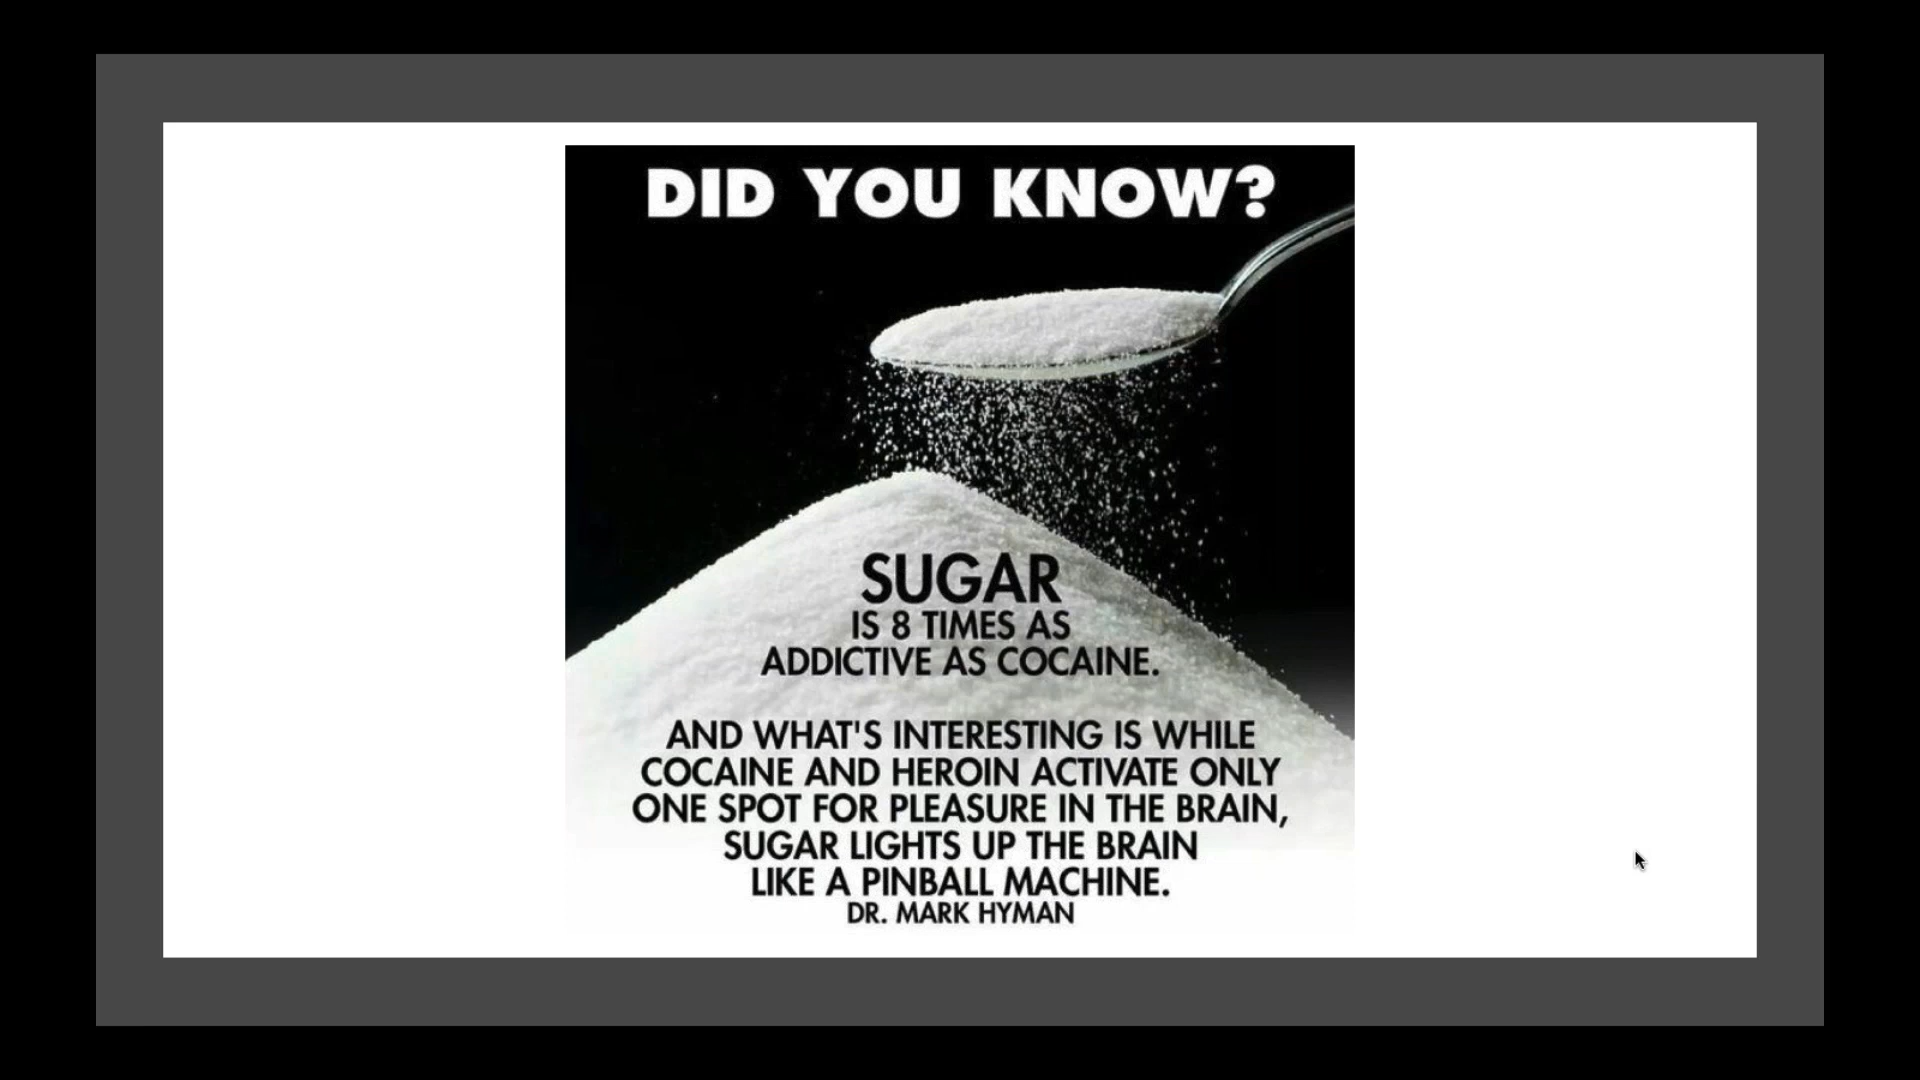 DID YOU KNOW?
SUGAR
IS 8 TIMES AS
ADDICTIVE AS COCAINE.
AND WHAT'S INTERESTING IS WHILE
COCAINE AND HEROIN ACTIVATE ONLY
ONE SPOT FOR PLEASURE IN THE BRAIN,
SUGAR LIGHTS UP THE BRAIN
LIKE A PINBALL MACHINE.
DR. MARK HYMAN